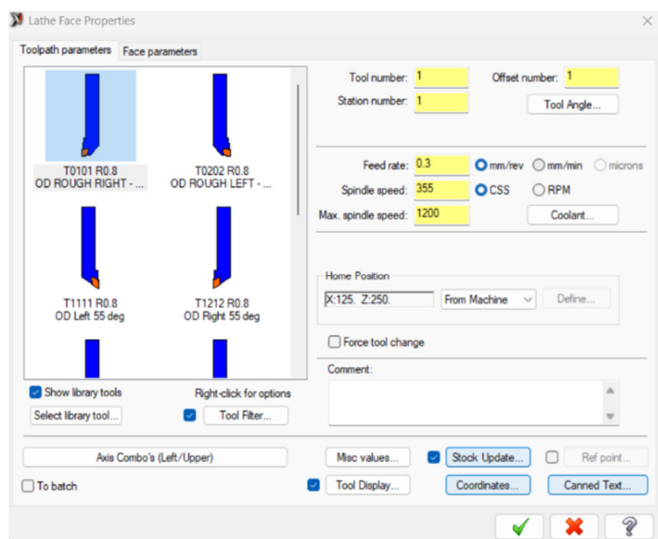 Lathe Face Properties
Toolpath parameters Face parameters
T0101 R0.8
OD ROUGH RIGHT - ...
T0202 R0.8
OD ROUGH LEFT - ...
T1111 R0.8
OD Left 55 deg
T1212 R0.8
OD Right 55 deg
Show library tools
Right-click for options
Select library tool...
Tool Filter...
Axis Combo's (Left/Upper)
To batch
Tool number: 1
Offset number: 1
Station number: 1
Tool Angle...
Feed rate: 0.3
mm/rev mm/min microns
Spindle speed: 355
CSS RPM
Max. spindle speed: 1200
Coolant...
Home Position
X:125. Z:250.
From Machine
Define...
Force tool change
Comment:
Misc values...
Stock Update...
Ref point...
Tool Display...
Coordinates...
Canned Text...